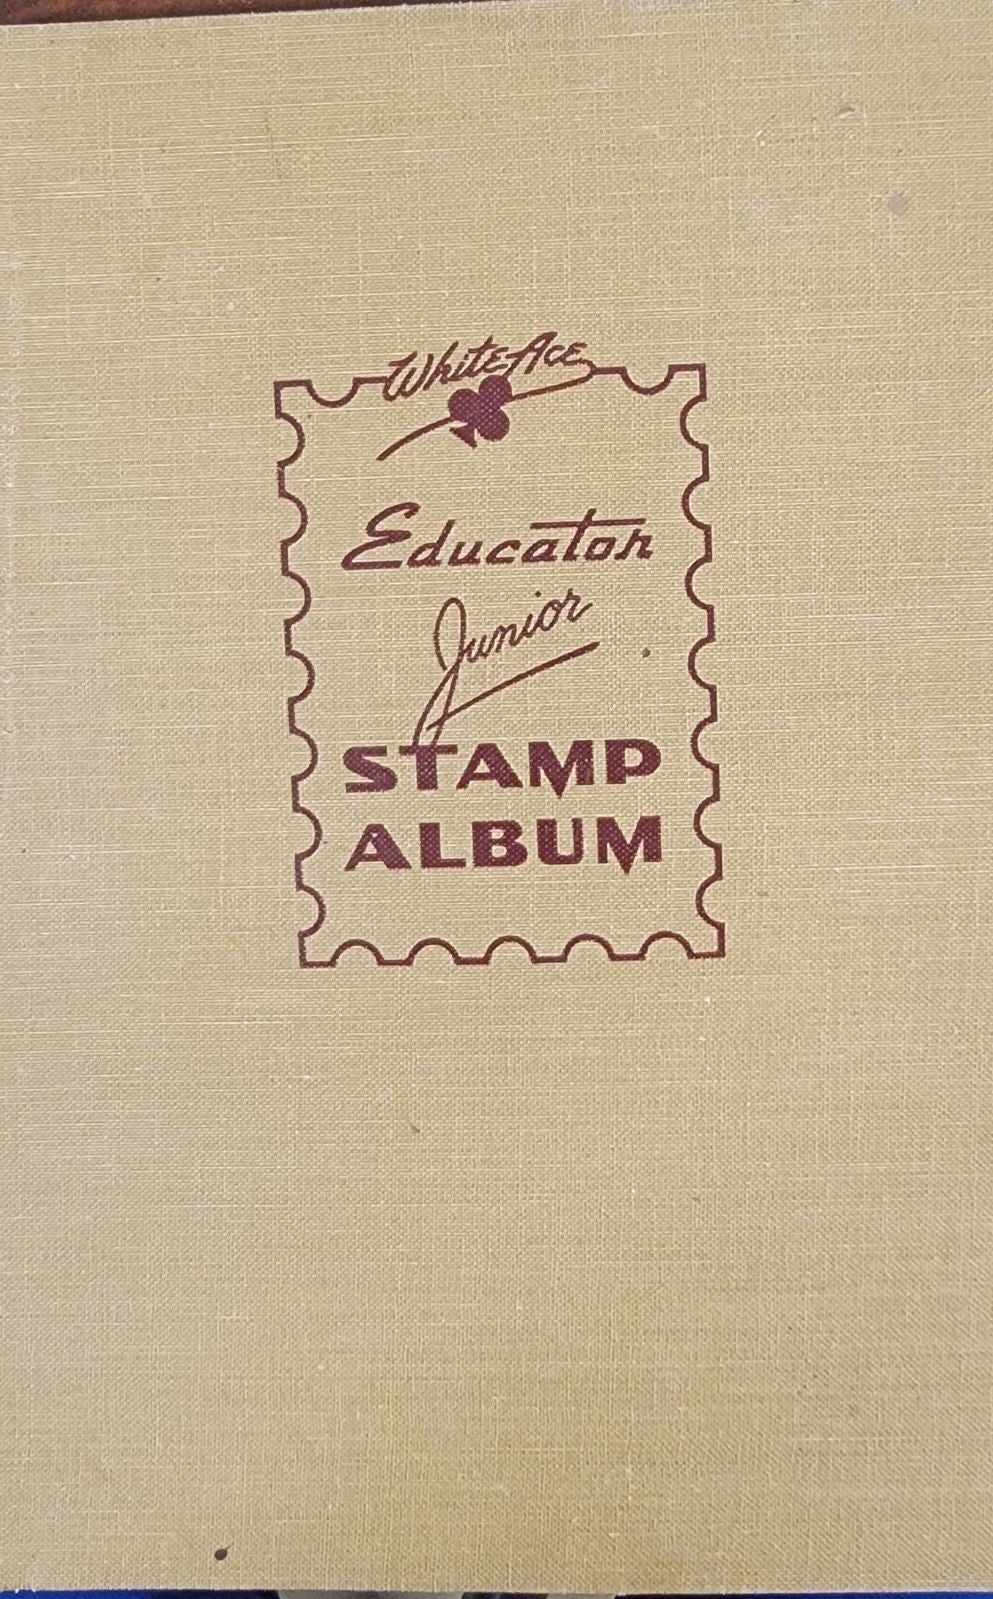 White Ace
Educator
Junior
STAMP
ALBUM